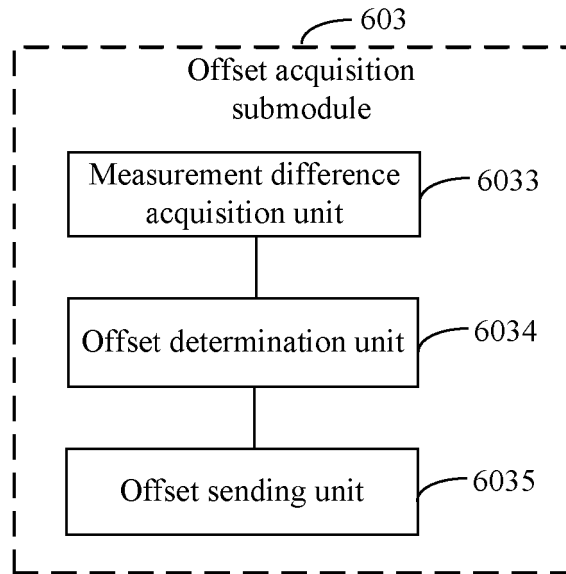 603
Offset acquisition
submodule
Measurement difference
acquisition unit
6033
Offset determination unit
6034
Offset sending unit
6035